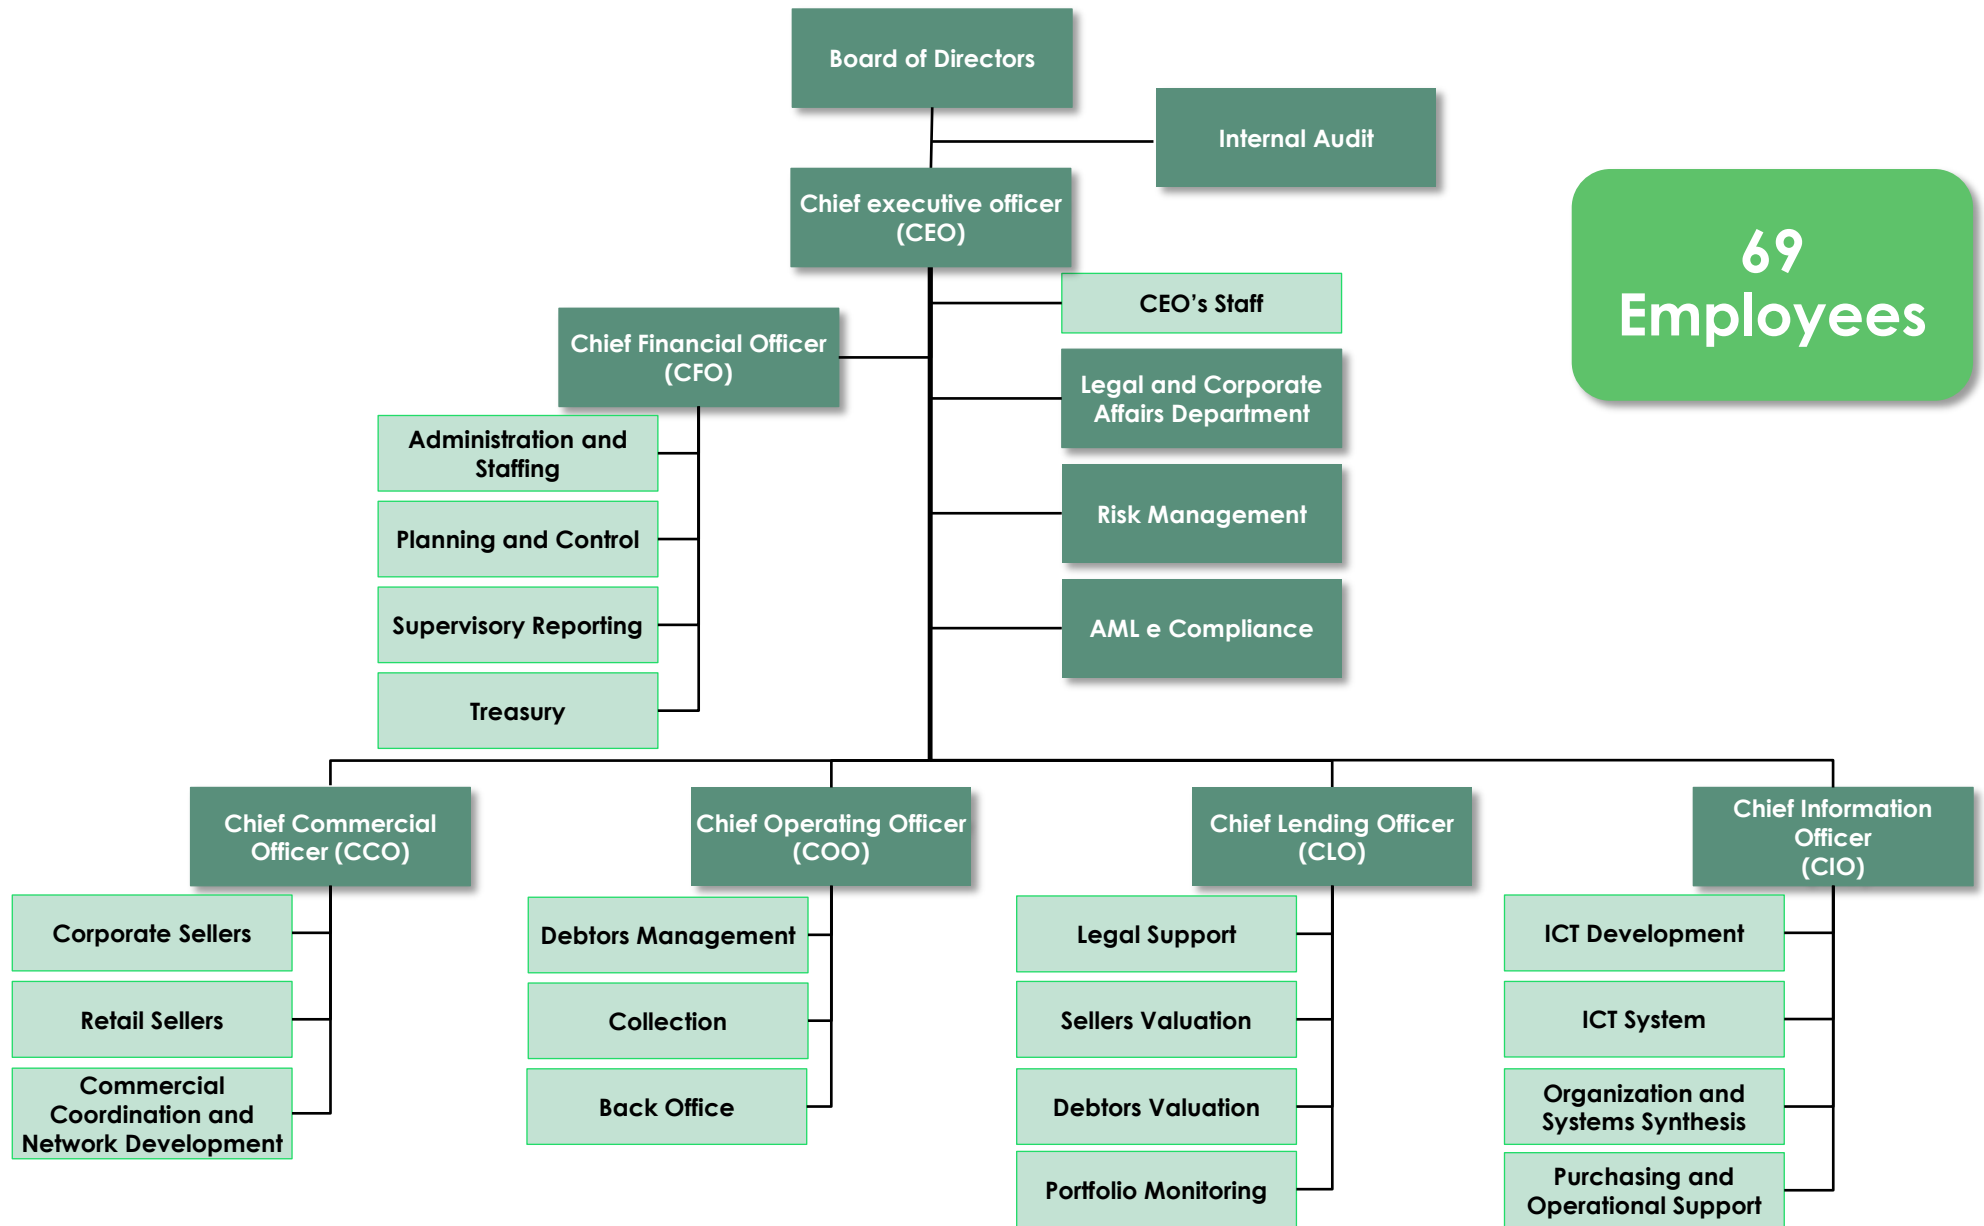 Board of Directors
Internal Audit
Chief executive officer
(CEO)
69
Employees
CEO’s Staff
Chief Financial Officer
(CFO)
Legal and Corporate
Affairs Department
Administration and
Staffing
Risk Management
Planning and Control
Supervisory Reporting
AML e Compliance
Treasury
Chief Commercial
Officer (CCO)
Corporate Sellers
Retail Sellers
Commercial
Coordination and
Network Development
Chief Operating Officer
(COO)
Debtors Management
Collection
Back Office
Chief Lending Officer
(CLO)
Legal Support
Sellers Valuation
Debtors Valuation
Portfolio Monitoring
Chief Information
Officer
(CIO)
ICT Development
ICT System
Organization and
Systems Synthesis
Purchasing and
Operational Support